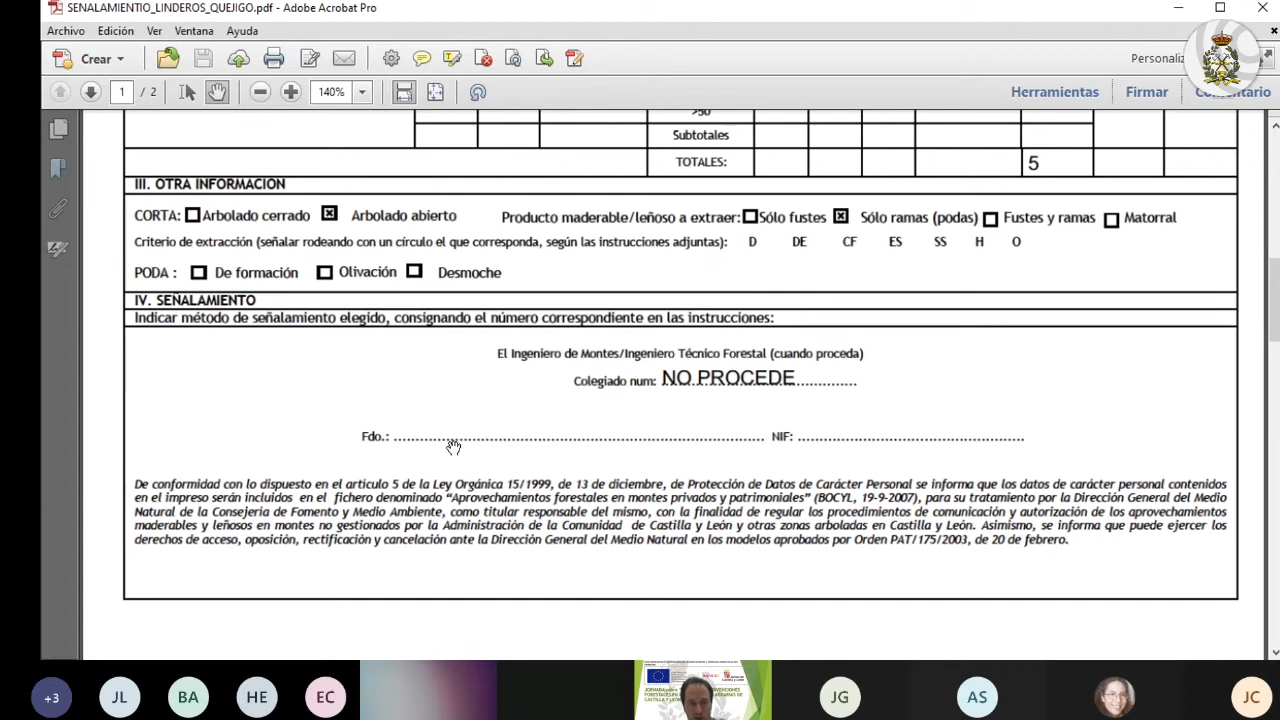 SENALAMIENTIO_LINDEROS_QUEJIGO.pdf - Adobe Acrobat Pro
Archivo Edición Ver Ventana Ayuda
Crear
Personaliz
1 / 2 140% Herramientas Firmar Comentario
>50
Subtotales
TOTALES: 5
III. OTRA INFORMACION
CORTA: Arbolado cerrado Arbolado abierto Producto maderable/leñoso a extraer: Sólo fustes Sólo ramas (podas) Fustes y ramas Matorral
Criterio de extracción (señalar rodeando con un círculo el que corresponda, según las instrucciones adjuntas): D DE CF ES SS H O
PODA : De formación Olivación Desmoche
IV. SEÑALAMIENTO
Indicar método de señalamiento elegido, consignando el número correspondiente en las instrucciones:
El Ingeniero de Montes/Ingeniero Técnico Forestal (cuando proceda)
Colegiado num: NO PROCEDE
Fdo.: NIF:
De conformidad con lo dispuesto en el artículo 5 de la Ley Orgánica 15/1999, de 13 de diciembre, de Protección de Datos de Carácter Personal se informa que los datos de carácter personal contenidos
en el impreso serán incluidos en el fichero denominado “Aprovechamientos forestales en montes privados y patrimoniales” (BOCYL, 19-9-2007), para su tratamiento por la Dirección General del Medio
Natural de la Consejería de Fomento y Medio Ambiente, como titular responsable del mismo, con la finalidad de regular los procedimientos de comunicación y autorización de los aprovechamientos
maderables y leñosos en montes no gestionados por la Administración de la Comunidad de Castilla y León y otras zonas arboladas en Castilla y León. Asimismo, se informa que puede ejercer los
derechos de acceso, oposición, rectificación y cancelación ante la Dirección General del Medio Natural en los modelos aprobados por Orden PAT/175/2003, de 20 de febrero.
+3 JL BA HE EC JG AS JC